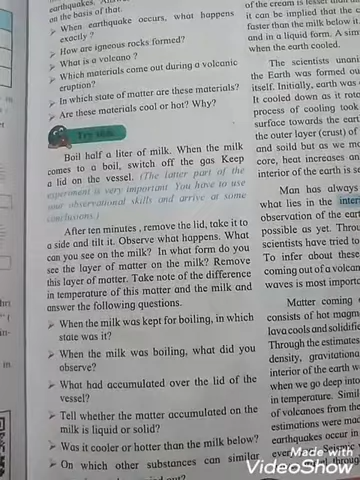 earthquakes.
on the basis of that.
➢ When earthquake occurs, what happens
exactly ?
➢ How are igneous rocks formed?
➢ What is a volcano ?
➢ Which materials come out during a volcanic
eruption?
➢ In which state of matter are these materials?
➢ Are these materials cool or hot? Why?
Try this.
Boil half a liter of milk. When the milk
comes to a boil, switch off the gas Keep
a lid on the vessel. (The latter part of the
experiment is very important You have to use
your observational skills and arrive at some
conclusions.)
After ten minutes, remove the lid, take it to
a side and tilt it. Observe what happens. What
can you see on the milk? In what form do you
see the layer of matter on the milk? Remove
this layer of matter. Take note of the difference
in temperature of this matter and the milk and
answer the following questions.
➢ When the milk was kept for boiling, in which
state was it?
➢ When the milk was boiling, what did you
observe?
➢ What had accumulated over the lid of the
vessel?
➢ Tell whether the matter accumulated on the
milk is liquid or solid?
➢ Was it cooler or hotter than the milk below?
➢ On which other substances can similar
of the cream is lesser than
it can be implied that the
faster than the milk below it
and in a liquid form. A sim
when the earth cooled.
The scientists unani
the Earth was formed ou
itself. Initially, earth was
It cooled down as it rota
process of cooling took
surface towards the eart
the outer layer (crust) of
and soild but as we mo
core, heat increases an
interior of the earth is se
Man has always
what lies in the inter
observation of the ear
possible as yet. Throu
scientists have tried to
To infer about these
coming out of a volcan
waves is most importa
Matter coming
consists of hot magm
lava cools and solidific
Through the estimates
density, gravitational
interior of the earth w
when we go deep into
in temperature. Simil
of volcanoes from the
estimations were mad
earthquakes occur in
Seismic
through
Made with
VideoShow